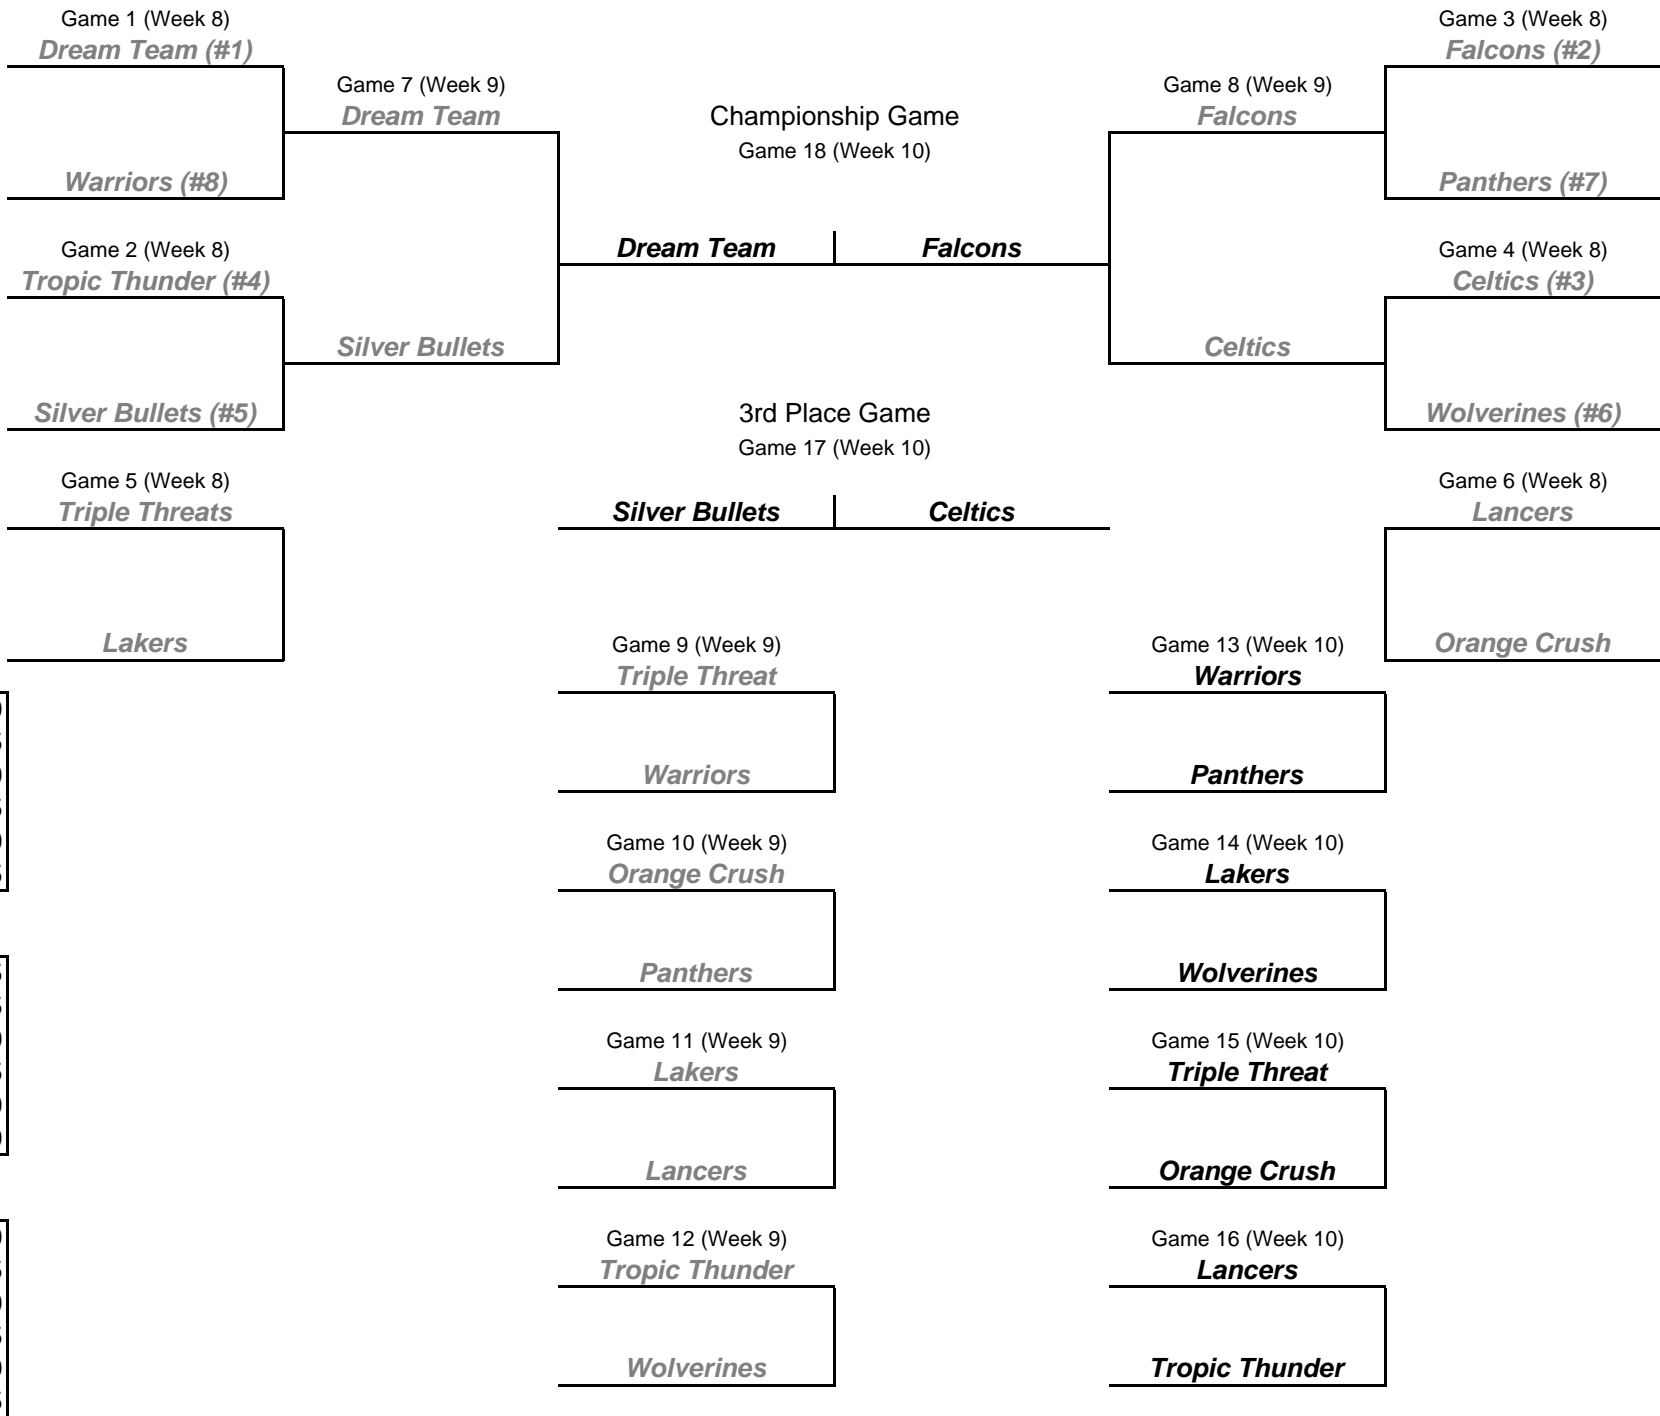 Game 1 (Week 8)
Dream Team (#1)
Warriors (#8)
Game 2 (Week 8)
Tropic Thunder (#4)
Silver Bullets (#5)
Game 5 (Week 8)
Triple Threats
Lakers
Game 7 (Week 9)
Dream Team
Silver Bullets
Championship Game
Game 18 (Week 10)
Dream Team Falcons
3rd Place Game
Game 17 (Week 10)
Silver Bullets Celtics
Game 8 (Week 9)
Falcons
Celtics
Game 3 (Week 8)
Falcons (#2)
Panthers (#7)
Game 4 (Week 8)
Celtics (#3)
Wolverines (#6)
Game 6 (Week 8)
Lancers
Orange Crush
Game 9 (Week 9)
Triple Threat
Warriors
Game 10 (Week 9)
Orange Crush
Panthers
Game 11 (Week 9)
Lakers
Lancers
Game 12 (Week 9)
Tropic Thunder
Wolverines
Game 13 (Week 10)
Warriors
Panthers
Game 14 (Week 10)
Lakers
Wolverines
Game 15 (Week 10)
Triple Threat
Orange Crush
Game 16 (Week 10)
Lancers
Tropic Thunder